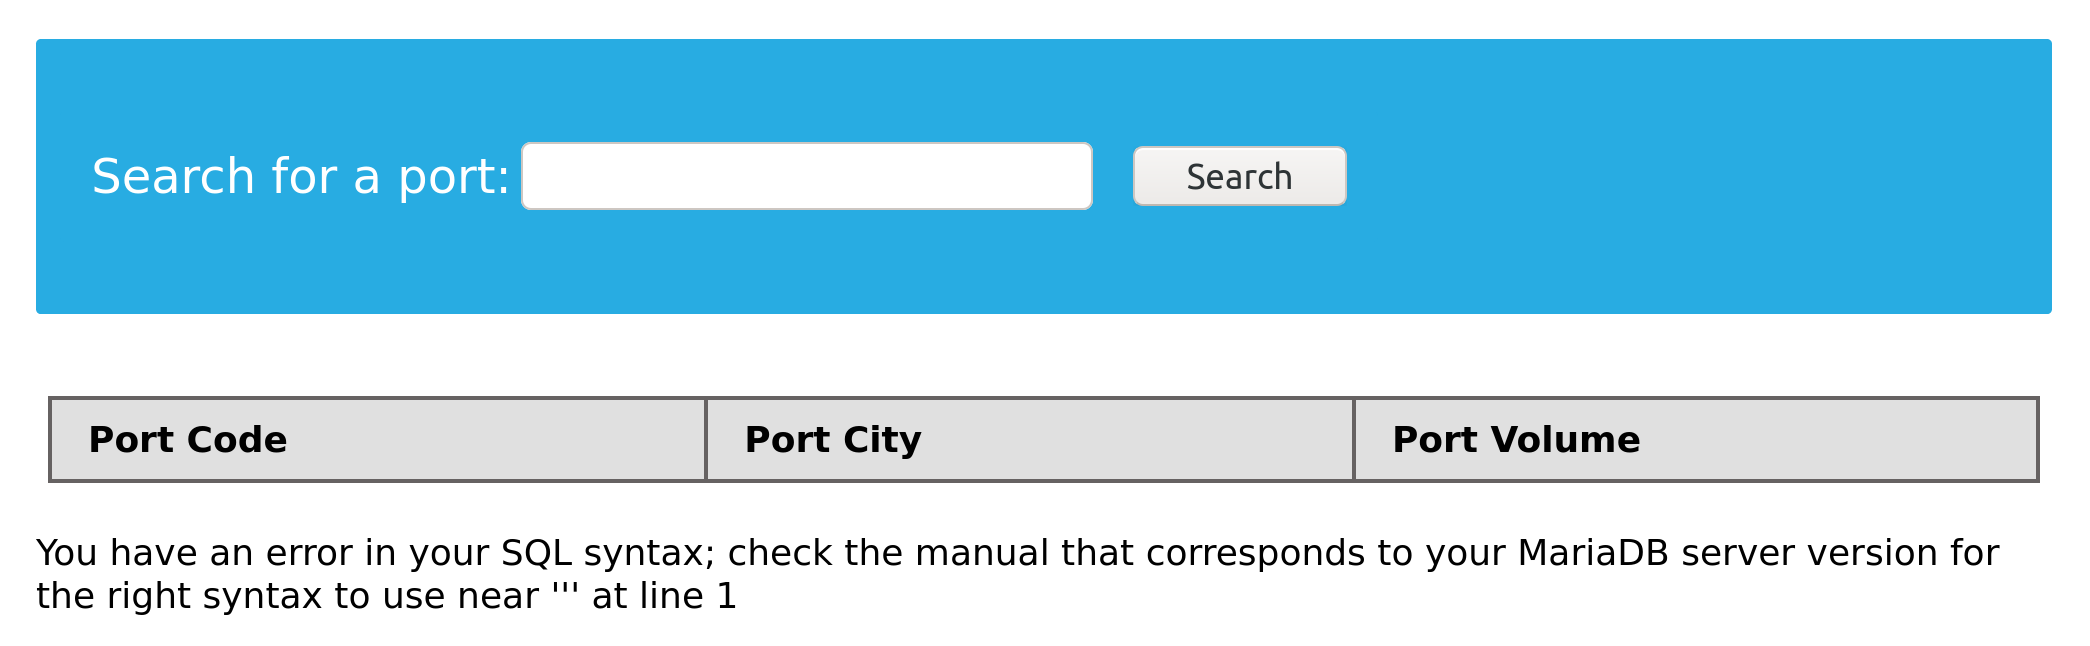 Search for a port:
Search
Port Code
Port City
Port Volume
You have an error in your SQL syntax; check the manual that corresponds to your MariaDB server version for
the right syntax to use near ''' at line 1